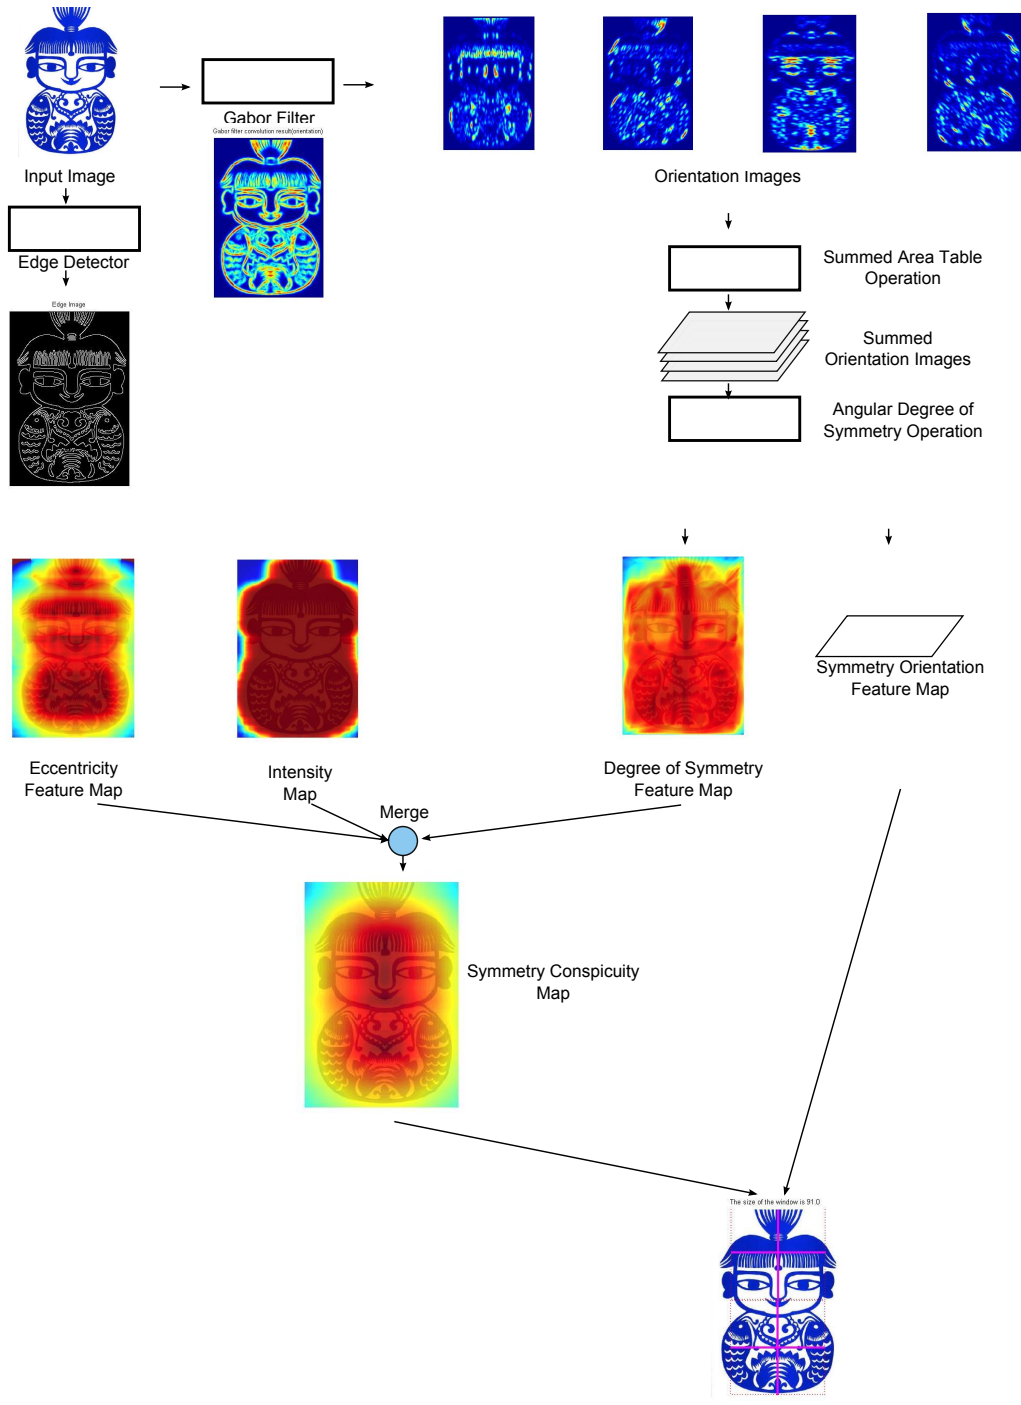 Gabor Filter
Gabor filter convolution result(orientation)
Input Image
Orientation Images
Edge Detector
Summed Area Table
Operation
Edge Image
Summed
Orientation Images
Angular Degree of
Symmetry Operation
Symmetry Orientation
Feature Map
Eccentricity
Feature Map
Intensity
Map
Degree of Symmetry
Feature Map
Merge
Symmetry Conspicuity
Map
The size of the window is 91.0